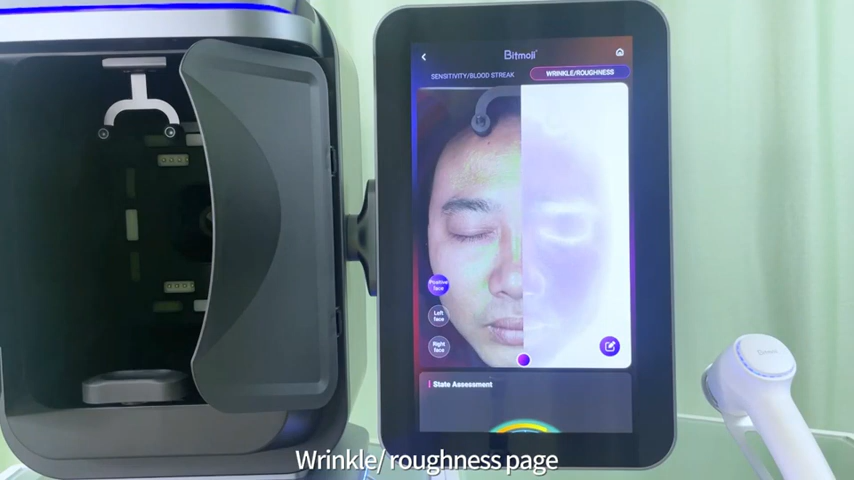 Bitmoji
SENSITIVITY/BLOOD STREAK
WRINKLE/ROUGHNESS
Positive
face
Left
face
Right
face
State Assessment
Wrinkle/ roughness page